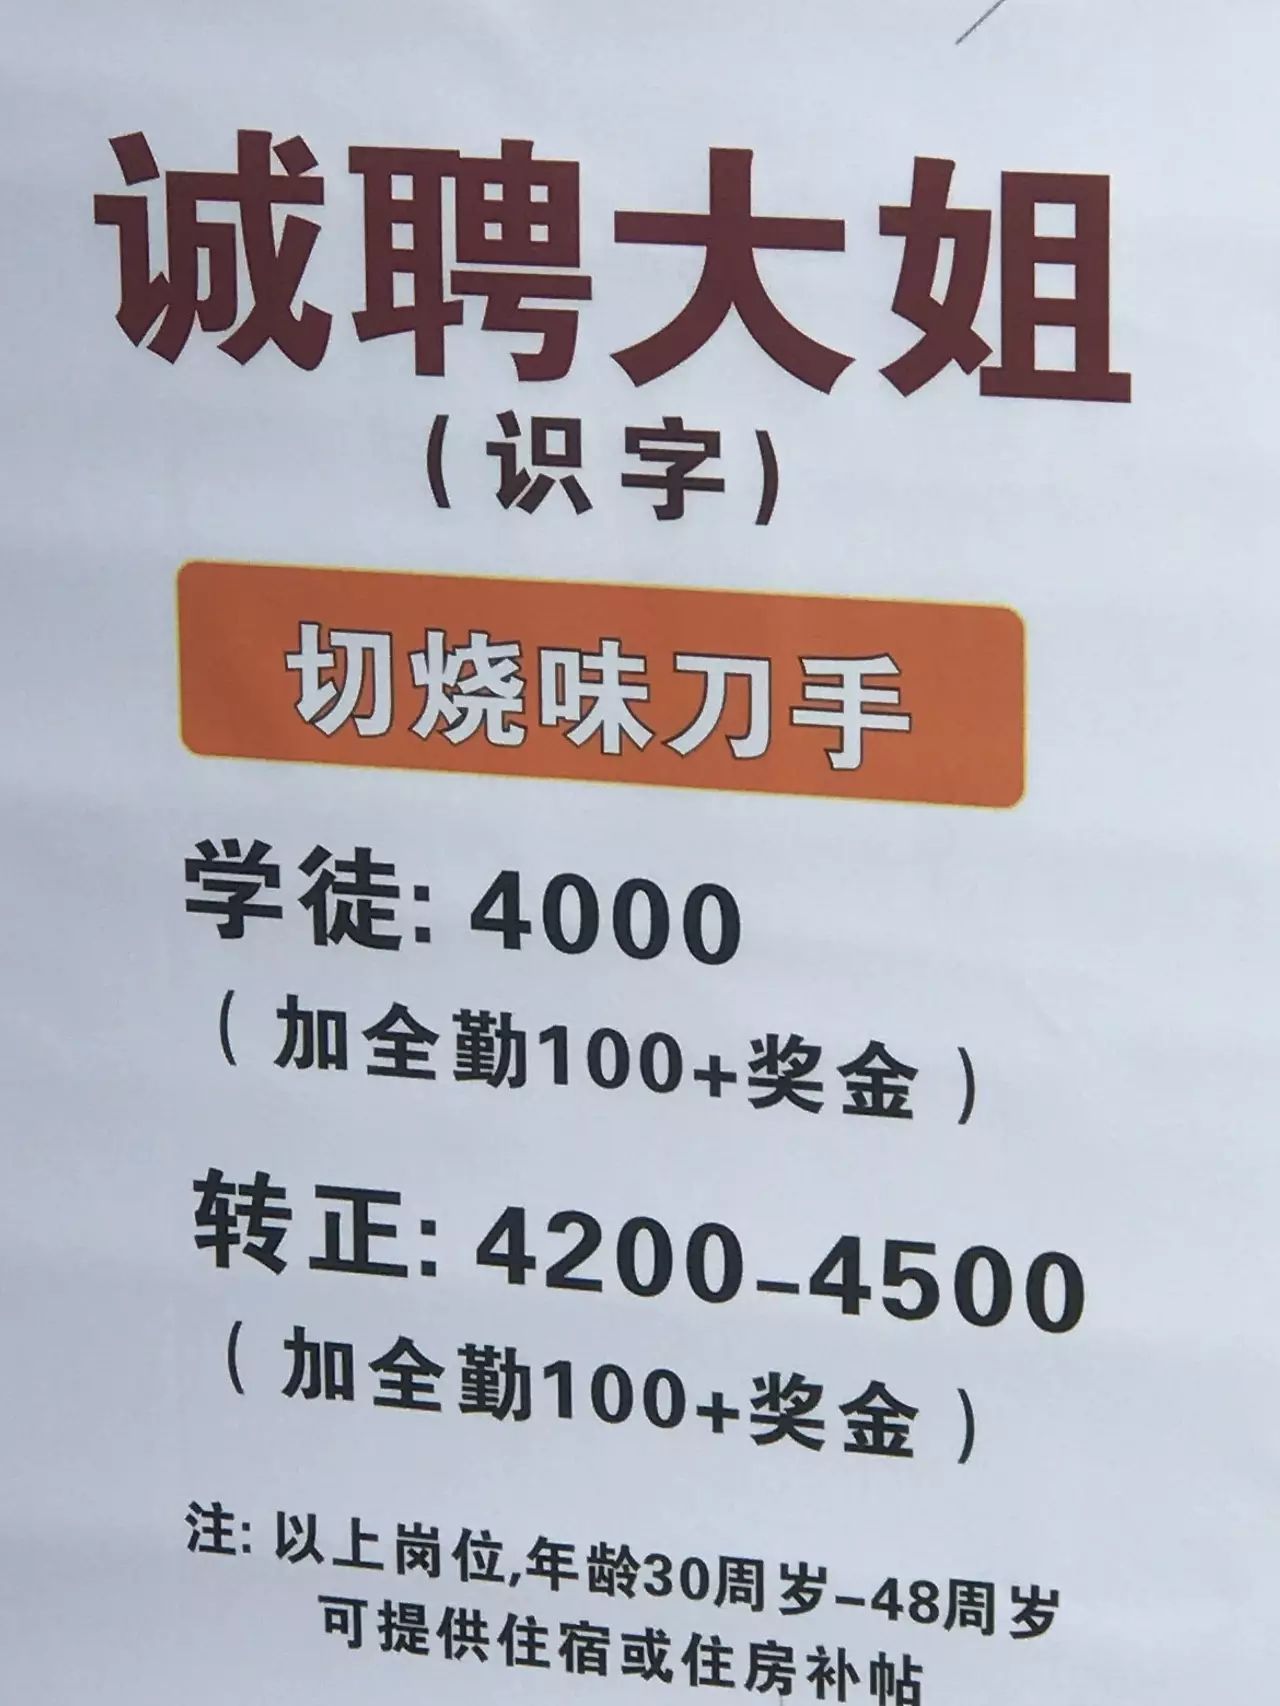 诚聘大姐
(识字)
切烧味刀手
学徒: 4000
(加全勤100+奖金)
转正: 4200-4500
(加全勤100+奖金)
注: 以上岗位,年龄30周岁-48周岁
可提供住宿或住房补帖